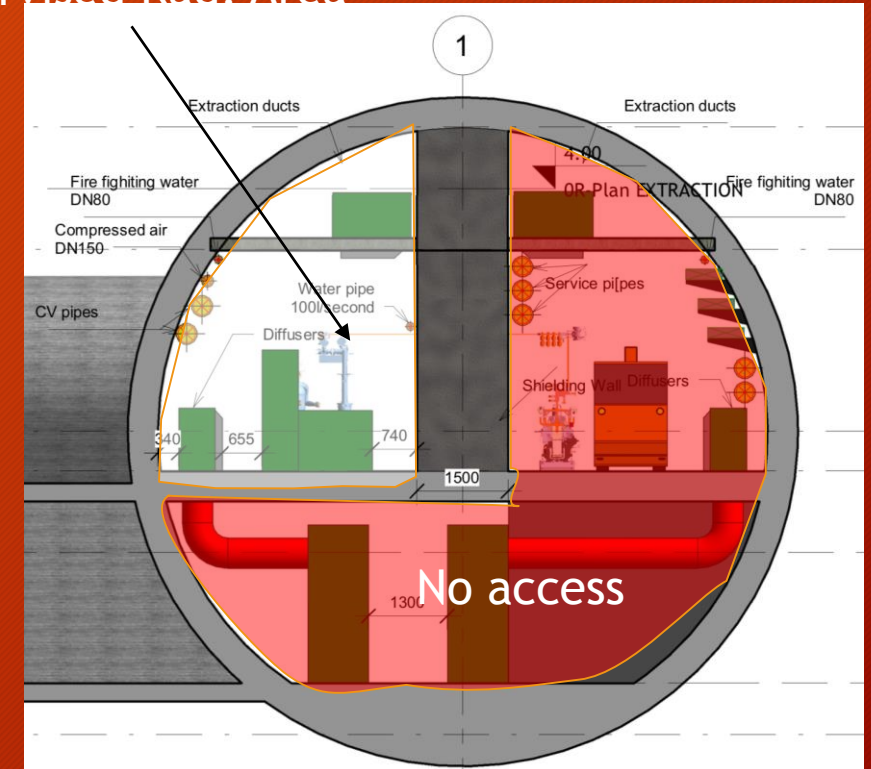 1
Extraction ducts
Extraction ducts
4.00
0R-Plan EXTRACTION
Fire fighiting water
DN80
Fire fighiting water
DN80
Compressed air
DN150
Water pipe
100l/second
Service pi[pes
CV pipes
Diffusers
Shielding Wall
Diffusers
340
655
740
1500
No access
1300